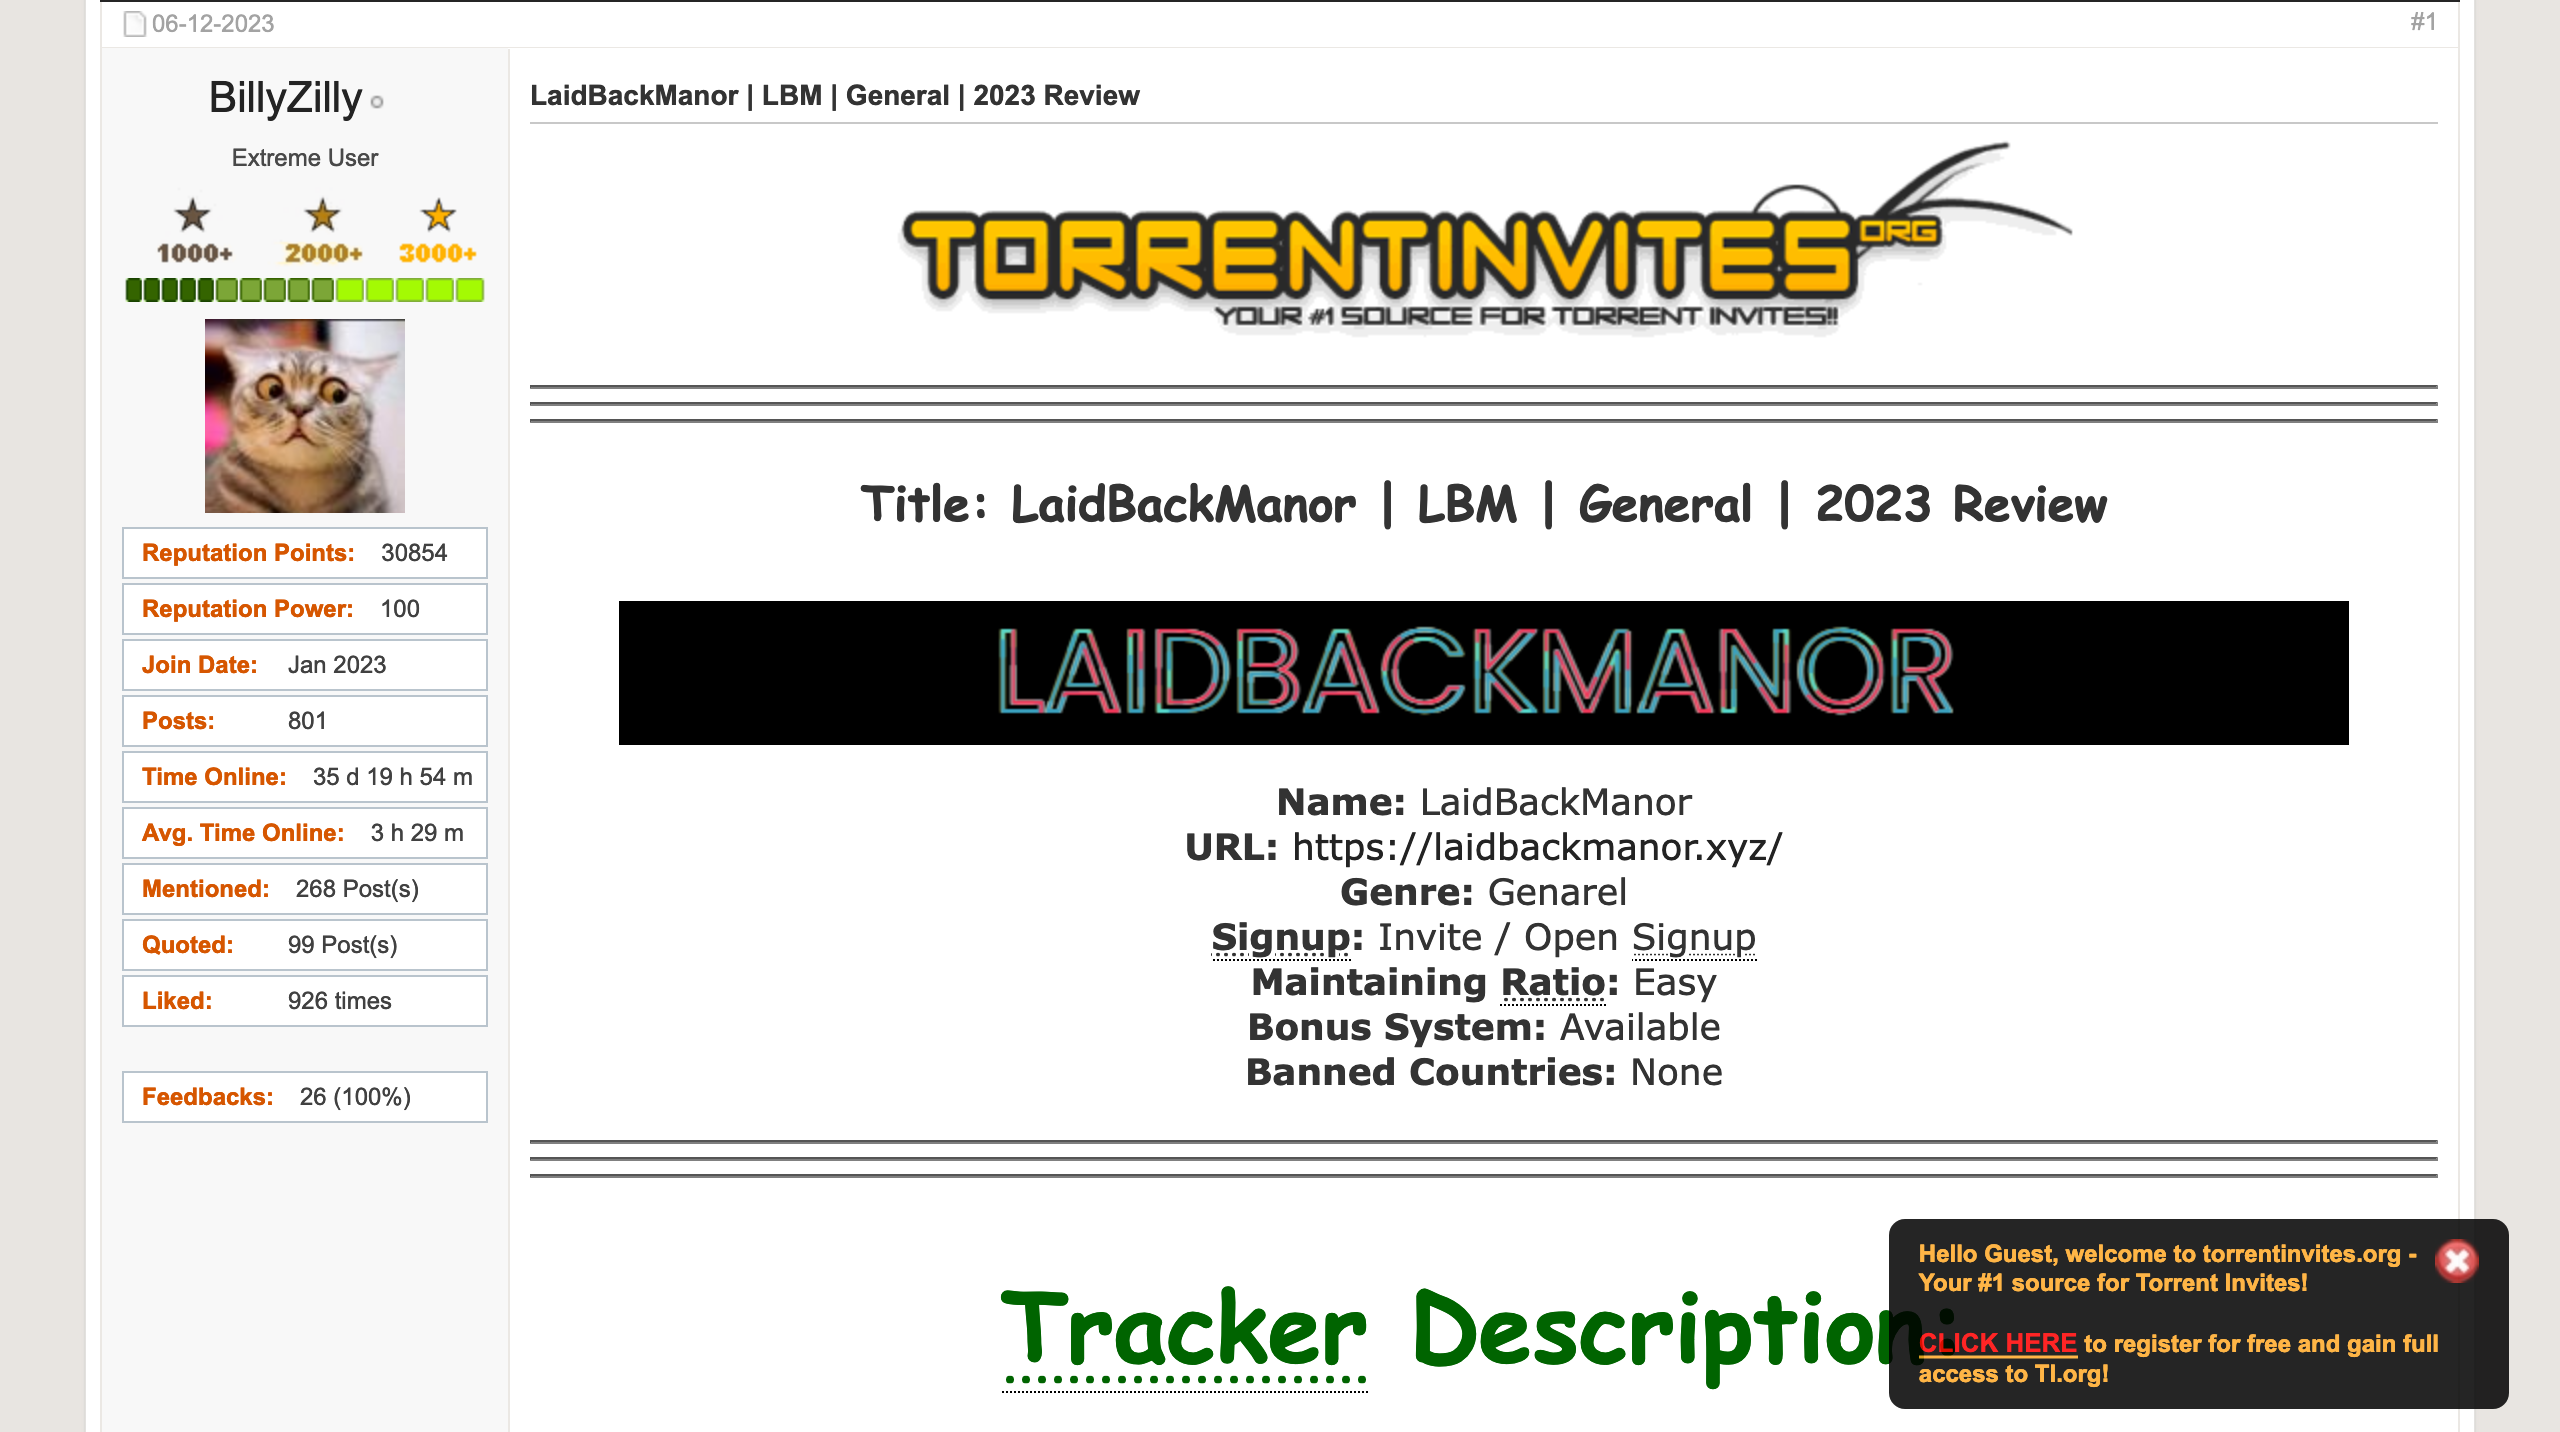 06-12-2023
#1
BillyZilly
Extreme User
1000+ 2000+ 3000+
Reputation Points: 30854
Reputation Power: 100
Join Date: Jan 2023
Posts: 801
Time Online: 35 d 19 h 54 m
Avg. Time Online: 3 h 29 m
Mentioned: 268 Post(s)
Quoted: 99 Post(s)
Liked: 926 times
Feedbacks: 26 (100%)
LaidBackManor | LBM | General | 2023 Review
TORRENTINVITES ORG
YOUR #1 SOURCE FOR TORRENT INVITES!!
Title: LaidBackManor | LBM | General | 2023 Review
LAIDBACKMANOR
Name: LaidBackManor
URL: https://laidbackmanor.xyz/
Genre: Genarel
Signup: Invite / Open Signup
Maintaining Ratio: Easy
Bonus System: Available
Banned Countries: None
Tracker Description:
Hello Guest, welcome to torrentinvites.org -
Your #1 source for Torrent Invites!
CLICK HERE to register for free and gain full
access to TI.org!